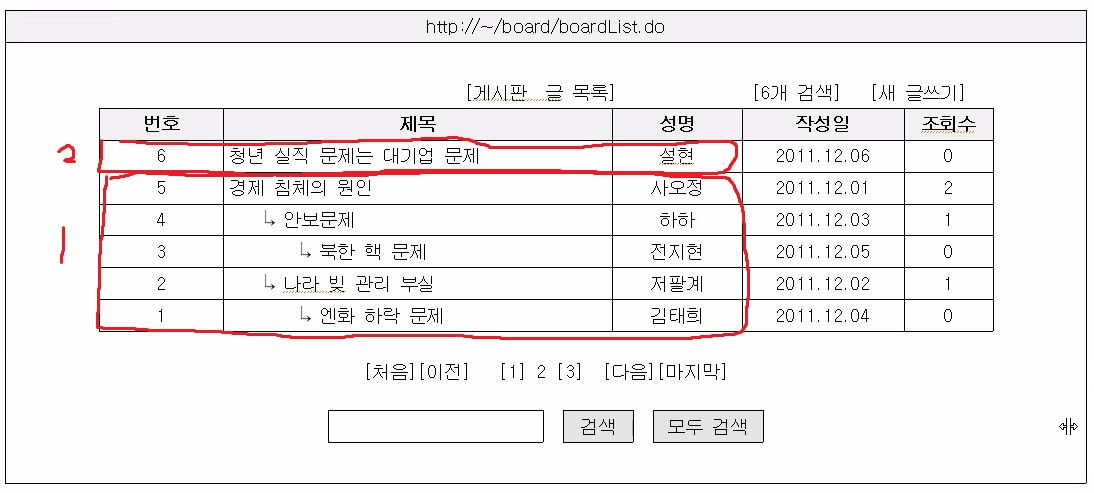 http://~/board/boardList.do
[게시판 글 목록] [6개 검색] [새 글쓰기]
번호 제목 성명 작성일 조회수
2 6 청년 실직 문제는 대기업 문제 설현 2011.12.06 0
5 경제 침체의 원인 사오정 2011.12.01 2
4 ↳ 안보문제 하하 2011.12.03 1
1 3 ↳ 북한 핵 문제 전지현 2011.12.05 0
2 ↳ 나라 빚 관리 부실 저팔계 2011.12.02 1
1 ↳ 엔화 하락 문제 김태희 2011.12.04 0
[처음][이전] [1] 2 [3] [다음][마지막]
검색 모두 검색